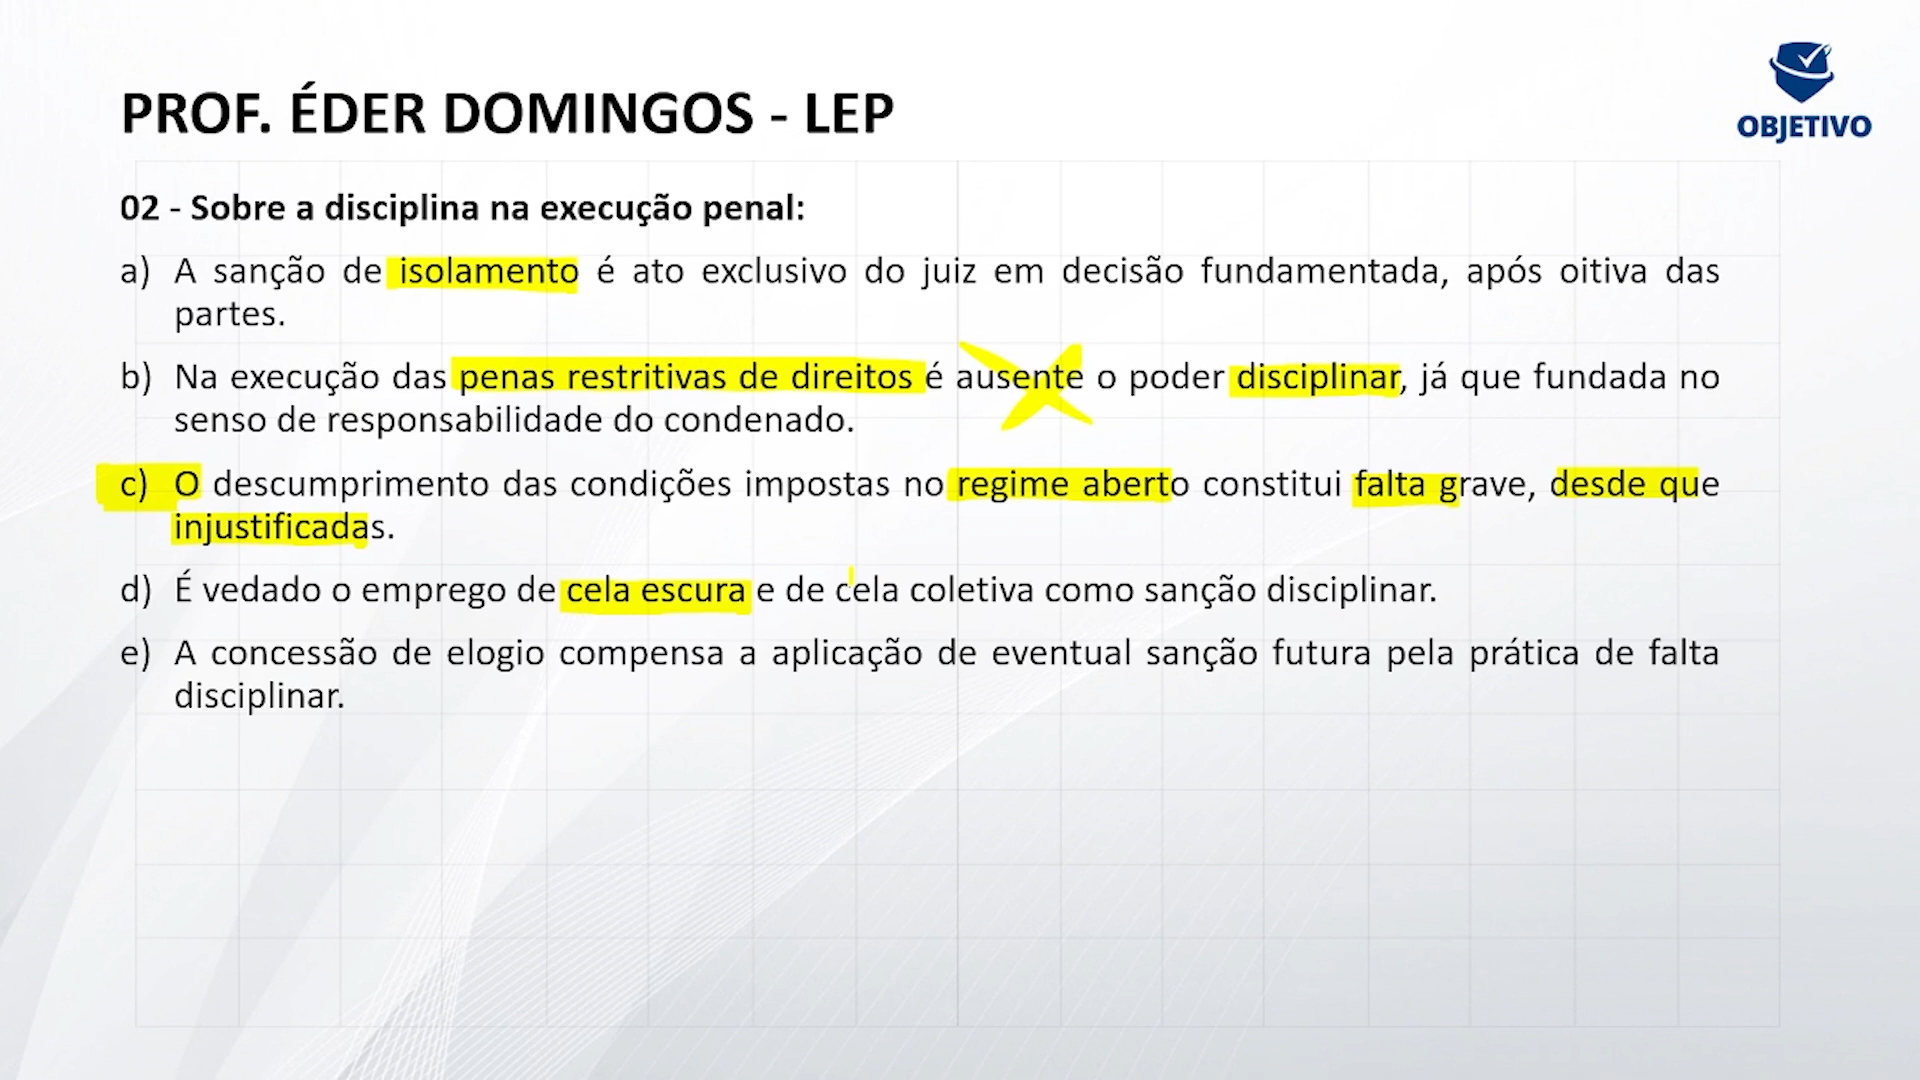 PROF. ÉDER DOMINGOS - LEP
OBJETIVO
02 - Sobre a disciplina na execução penal:
a) A sanção de isolamento é ato exclusivo do juiz em decisão fundamentada, após oitiva das
partes.
b) Na execução das penas restritivas de direitos é ausente o poder disciplinar, já que fundada no
senso de responsabilidade do condenado.
c) O descumprimento das condições impostas no regime aberto constitui falta grave, desde que
injustificadas.
d) É vedado o emprego de cela escura e de cela coletiva como sanção disciplinar.
e) A concessão de elogio compensa a aplicação de eventual sanção futura pela prática de falta
disciplinar.